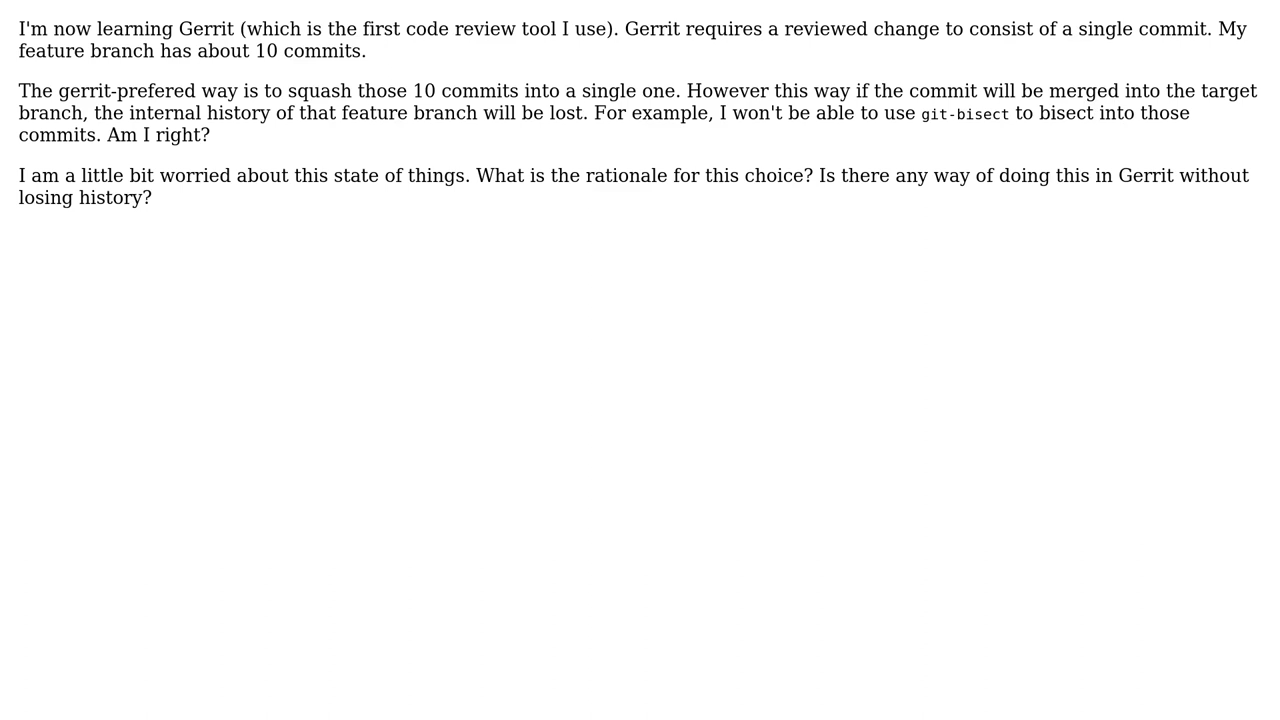 I'm now learning Gerrit (which is the first code review tool I use). Gerrit requires a reviewed change to consist of a single commit. My
feature branch has about 10 commits.
The gerrit-prefered way is to squash those 10 commits into a single one. However this way if the commit will be merged into the target
branch, the internal history of that feature branch will be lost. For example, I won't be able to use git-bisect to bisect into those
commits. Am I right?
I am a little bit worried about this state of things. What is the rationale for this choice? Is there any way of doing this in Gerrit without
losing history?